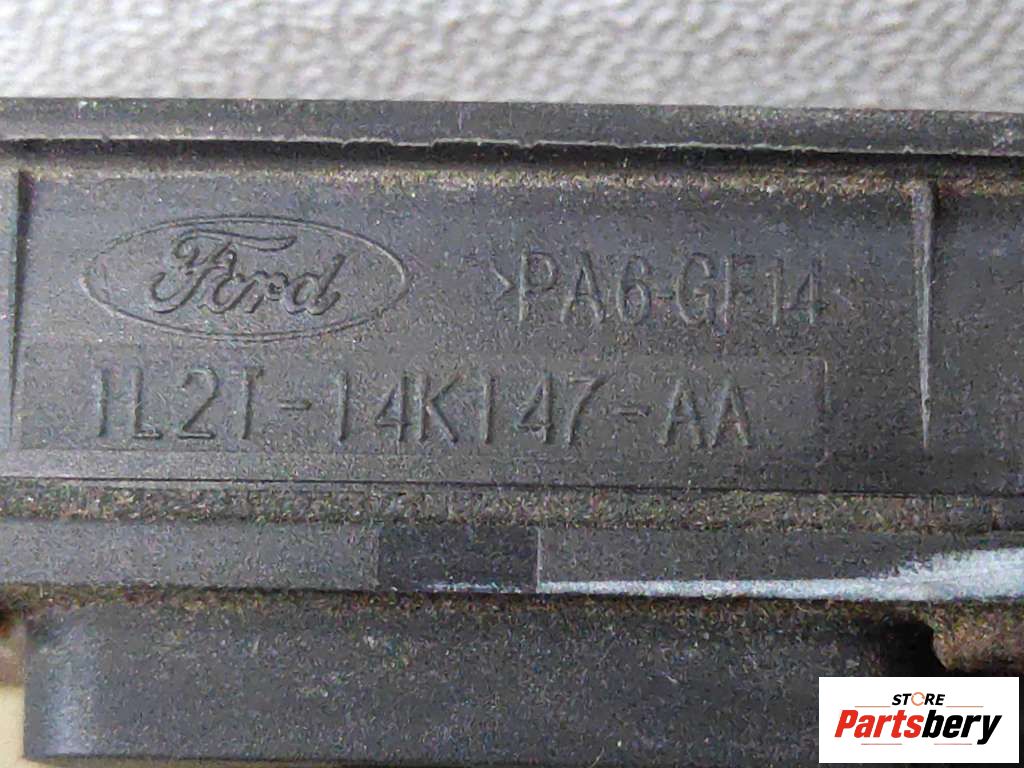 Ford >PA6-GF14<
1L2T-14K147-AA
STORE
Partsbery